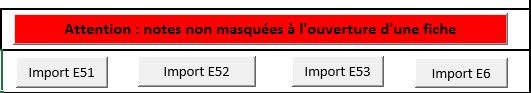 Attention : notes non masquées à l'ouverture d'une fiche
Import E51 Import E52 Import E53 Import E6